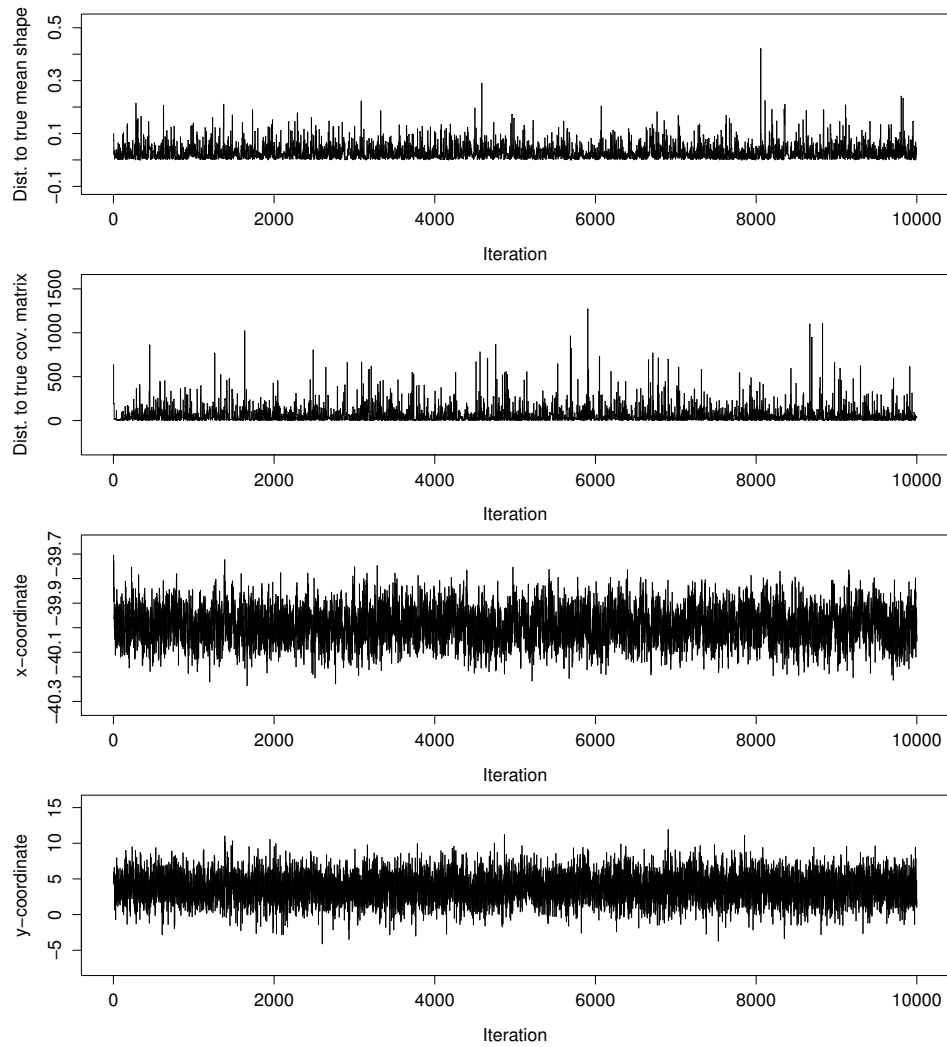 Dist. to true mean shape
−0.1 0.1 0.3 0.5
0 2000 4000 6000 8000 10000
Iteration
Dist. to true cov. matrix
0 500 1000 1500
0 2000 4000 6000 8000 10000
Iteration
x−coordinate
−40.3 −40.1 −39.9 −39.7
0 2000 4000 6000 8000 10000
Iteration
y−coordinate
−5 0 5 10 15
0 2000 4000 6000 8000 10000
Iteration